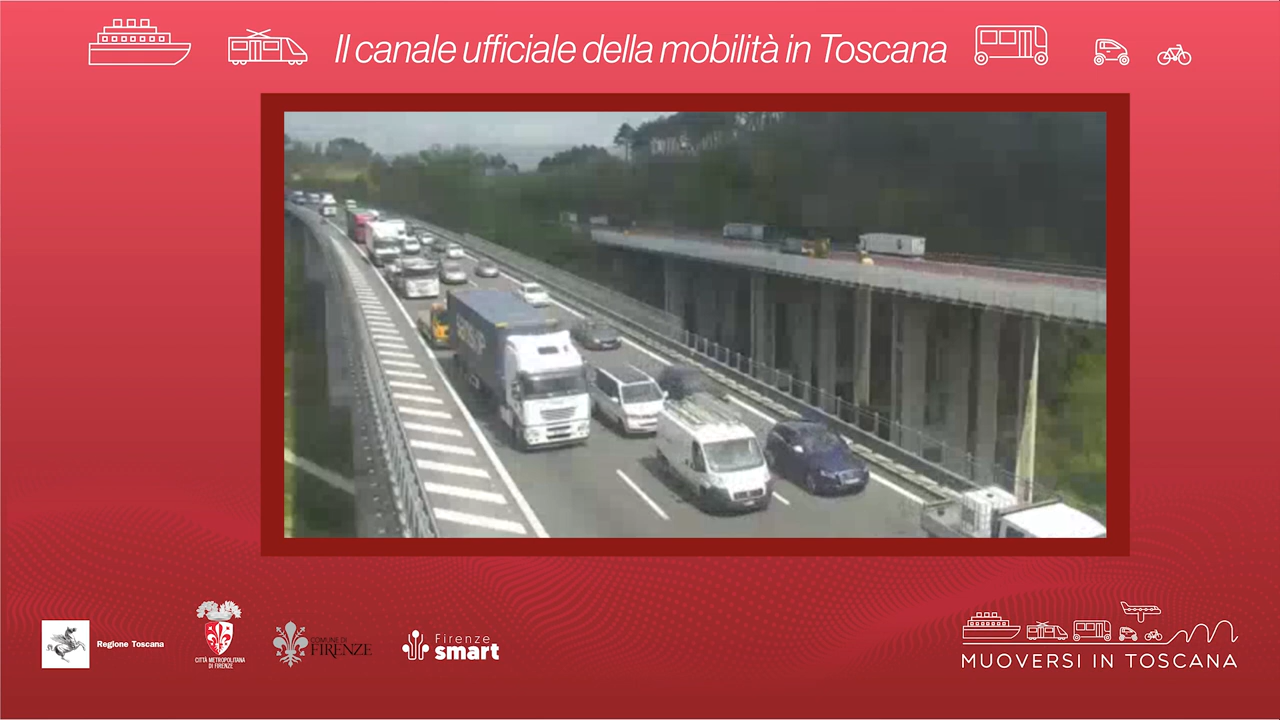 Il canale ufficiale della mobilità in Toscana
Regione Toscana
CITTÀ METROPOLITANA
DI FIRENZE
COMUNE DI
FIRENZE
Firenze
smart
MUOVERSI IN TOSCANA